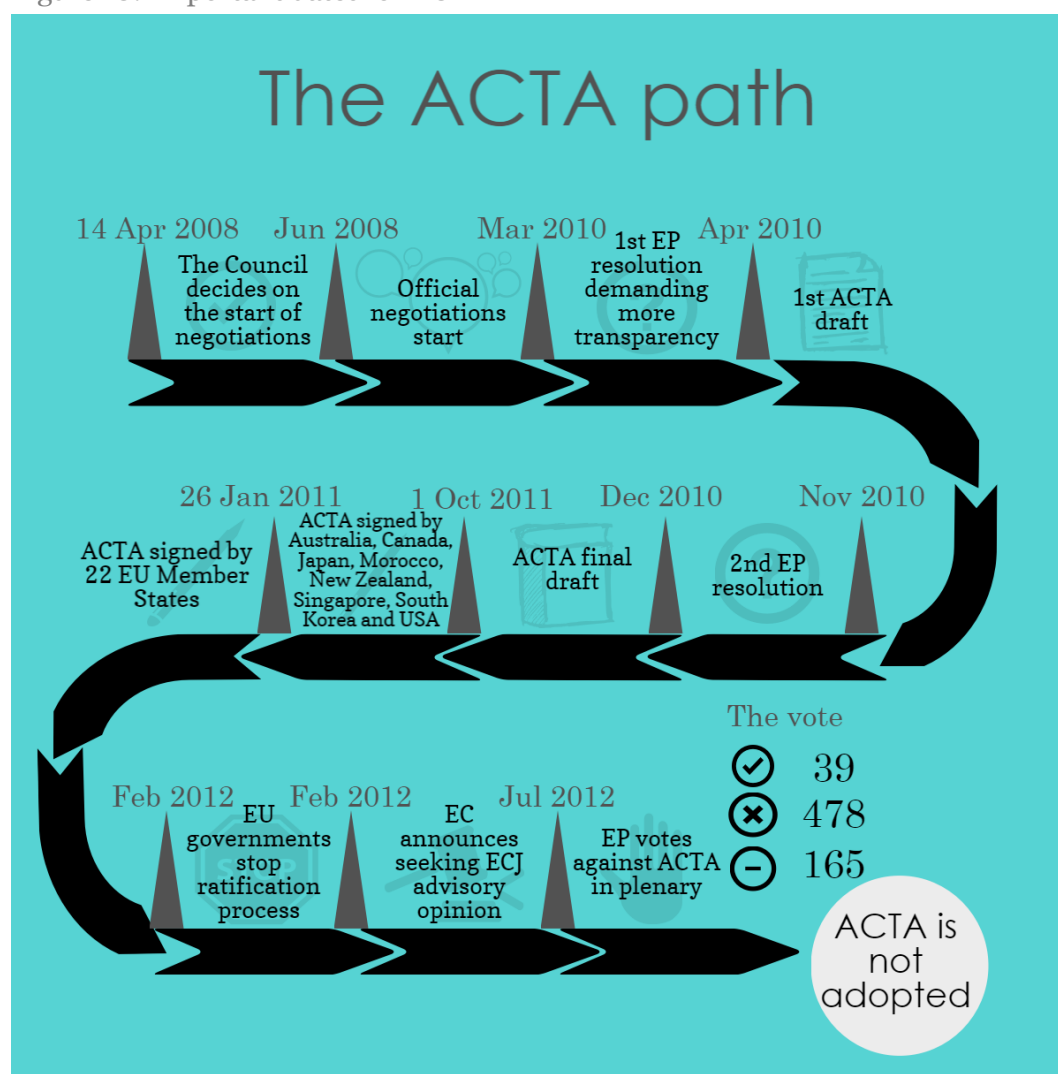 The ACTA path
14 Apr 2008
Jun 2008
Mar 2010
Apr 2010
The Council
decides on
the start of
negotiations
Official
negotiations
start
1st EP
resolution
demanding
more
transparency
1st ACTA
draft
Nov 2010
Dec 2010
1 Oct 2011
26 Jan 2011
2nd EP
resolution
ACTA final
draft
ACTA signed by
Australia, Canada,
Japan, Morocco,
New Zealand,
Singapore, South
Korea and USA
ACTA signed by
22 EU Member
States
Feb 2012
Feb 2012
Jul 2012
EU
governments
stop
ratification
process
STOP
EC
announces
seeking ECJ
advisory
opinion
EP votes
against ACTA
in plenary
The vote
39
478
165
ACTA is
not
adopted